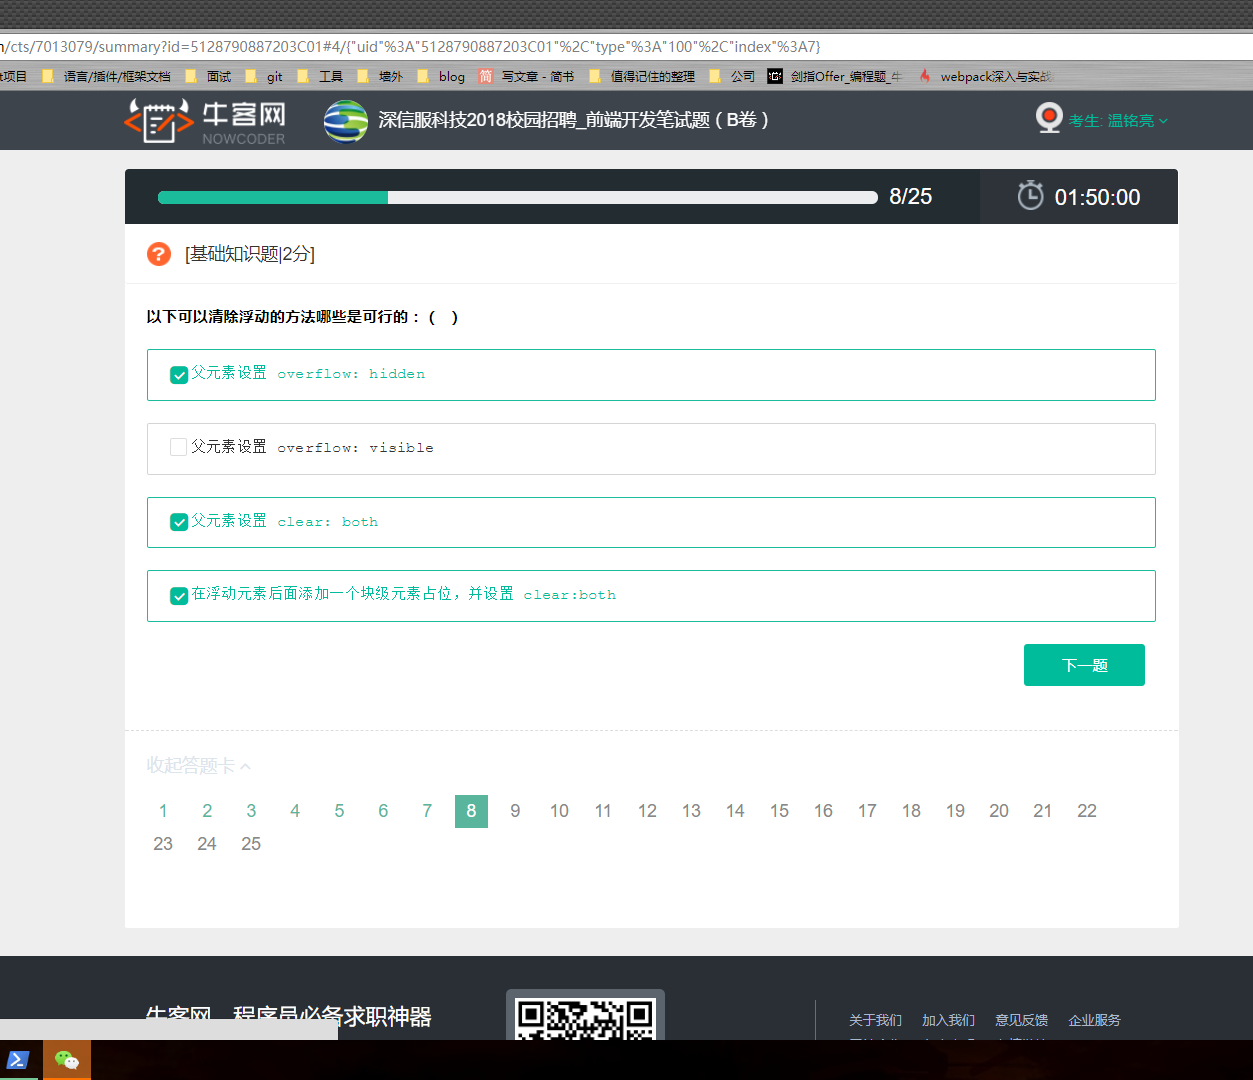 /cts/7013079/summary?id=5128790887203C01#4/{"uid"%3A"5128790887203C01"%2C"type"%3A"100"%2C"index"%3A7}
t项目 语言/插件/框架文档 面试 git 工具 墙外 blog 简 写文章 - 简书 值得记住的整理 公司 剑指Offer_编程题_牛 webpack深入与实战
牛客网 NOWCODER 深信服科技2018校园招聘_前端开发笔试题（B卷） 考生: 温铭亮
8/25 01:50:00
? [基础知识题|2分]
以下可以清除浮动的方法哪些是可行的：（ ）
父元素设置 overflow: hidden
父元素设置 overflow: visible
父元素设置 clear: both
在浮动元素后面添加一个块级元素占位，并设置 clear:both
下一题
收起答题卡
1 2 3 4 5 6 7 8 9 10 11 12 13 14 15 16 17 18 19 20 21 22
23 24 25
牛客网，程序员必备求职神器
关于我们 加入我们 意见反馈 企业服务